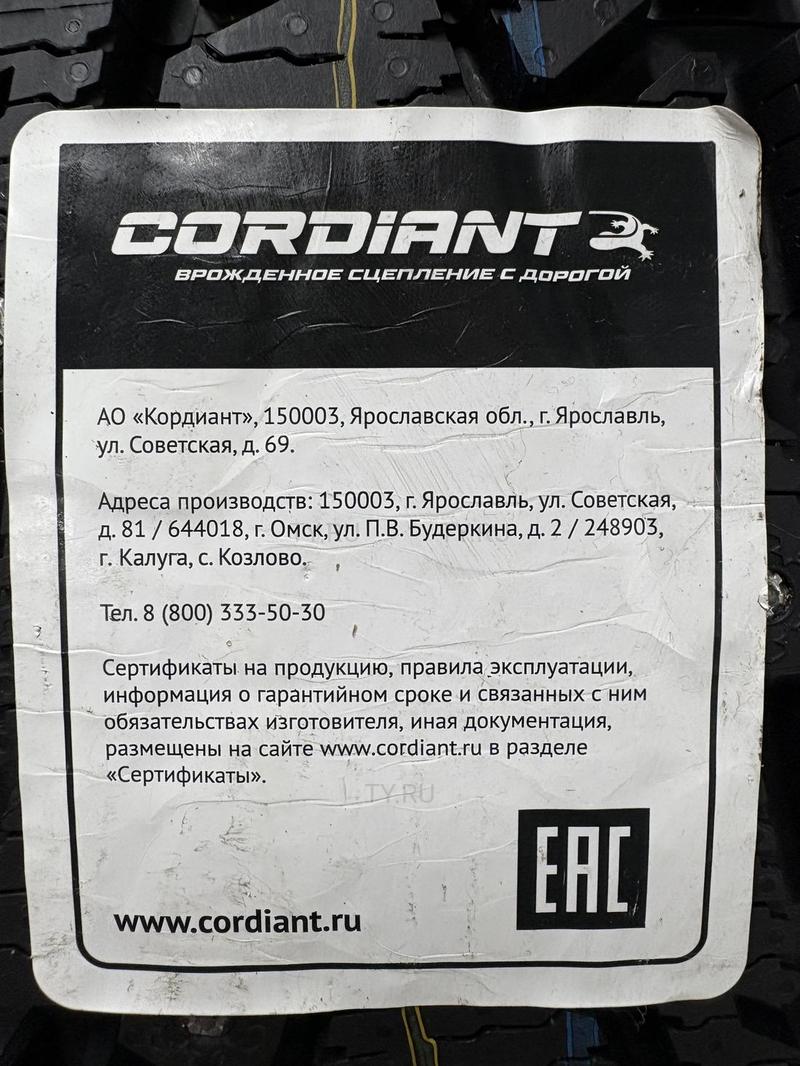 CORDIANT
ВРОЖДЕННОЕ СЦЕПЛЕНИЕ С ДОРОГОЙ
АО «Кордиант», 150003, Ярославская обл., г. Ярославль,
ул. Советская, д. 69.
Адреса производств: 150003, г. Ярославль, ул. Советская,
д. 81 / 644018, г. Омск, ул. П.В. Будеркина, д. 2 / 248903,
г. Калуга, с. Козлово.
Тел. 8 (800) 333-50-30
Сертификаты на продукцию, правила эксплуатации,
информация о гарантийном сроке и связанных с ним
обязательствах изготовителя, иная документация,
размещены на сайте www.cordiant.ru в разделе
«Сертификаты».
EAC
www.cordiant.ru